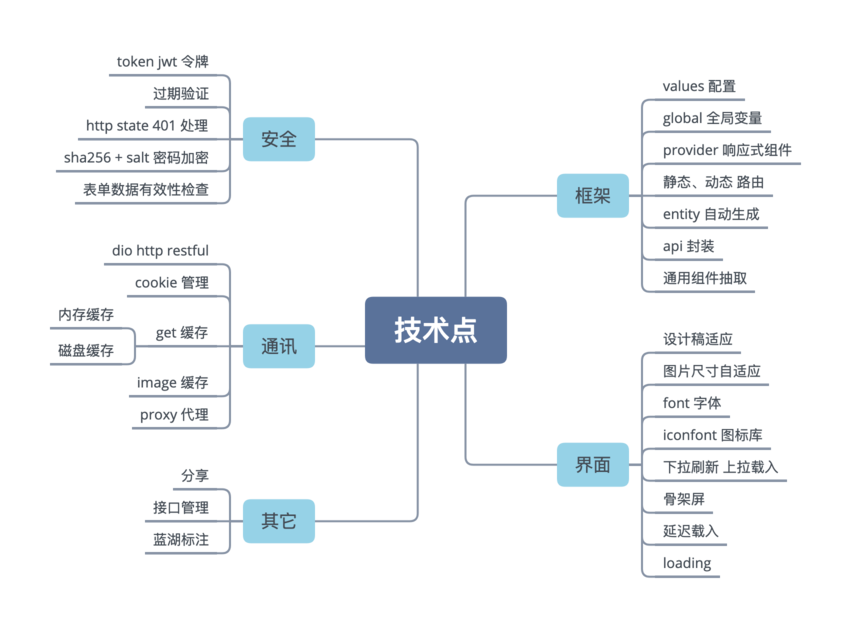 技术点
安全
token jwt 令牌
过期验证
http state 401 处理
sha256 + salt 密码加密
表单数据有效性检查
通讯
dio http restful
cookie 管理
get 缓存
内存缓存
磁盘缓存
image 缓存
proxy 代理
其它
分享
接口管理
蓝湖标注
框架
values 配置
global 全局变量
provider 响应式组件
静态、动态 路由
entity 自动生成
api 封装
通用组件抽取
界面
设计稿适应
图片尺寸自适应
font 字体
iconfont 图标库
下拉刷新 上拉载入
骨架屏
延迟载入
loading